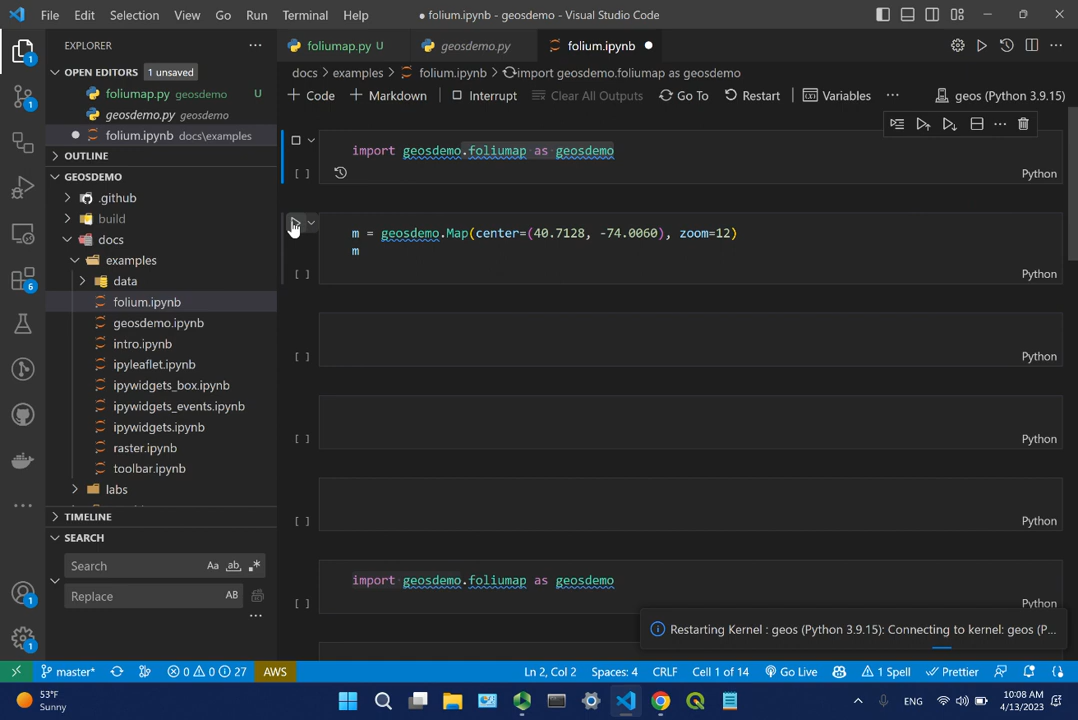 File Edit Selection View Go Run Terminal Help
● folium.ipynb - geosdemo - Visual Studio Code
EXPLORER
OPEN EDITORS 1 unsaved
foliumap.py geosdemo U
geosdemo.py geosdemo
● folium.ipynb docs\examples
OUTLINE
GEOSDEMO
.github
build
docs
examples
data
folium.ipynb
geosdemo.ipynb
intro.ipynb
ipyleaflet.ipynb
ipywidgets_box.ipynb
ipywidgets_events.ipynb
ipywidgets.ipynb
raster.ipynb
toolbar.ipynb
labs
TIMELINE
SEARCH
Search Aa ab
Replace AB
1
1
6
1
1
foliumap.py U geosdemo.py folium.ipynb ●
docs > examples > folium.ipynb > import geosdemo.foliumap as geosdemo
+ Code + Markdown Interrupt Clear All Outputs Go To Restart Variables ... geos (Python 3.9.15)
import geosdemo.foliumap as geosdemo
[ ] Python
m = geosdemo.Map(center=(40.7128, -74.0060), zoom=12)
m
[ ] Python
[ ] Python
[ ] Python
[ ] Python
import geosdemo.foliumap as geosdemo
[ ] Python
Restarting Kernel : geos (Python 3.9.15): Connecting to kernel: geos (P...
master* 0 0 27 AWS Ln 2, Col 2 Spaces: 4 CRLF Cell 1 of 14 Go Live 1 Spell Prettier
53°F
Sunny
ENG
10:08 AM
4/13/2023